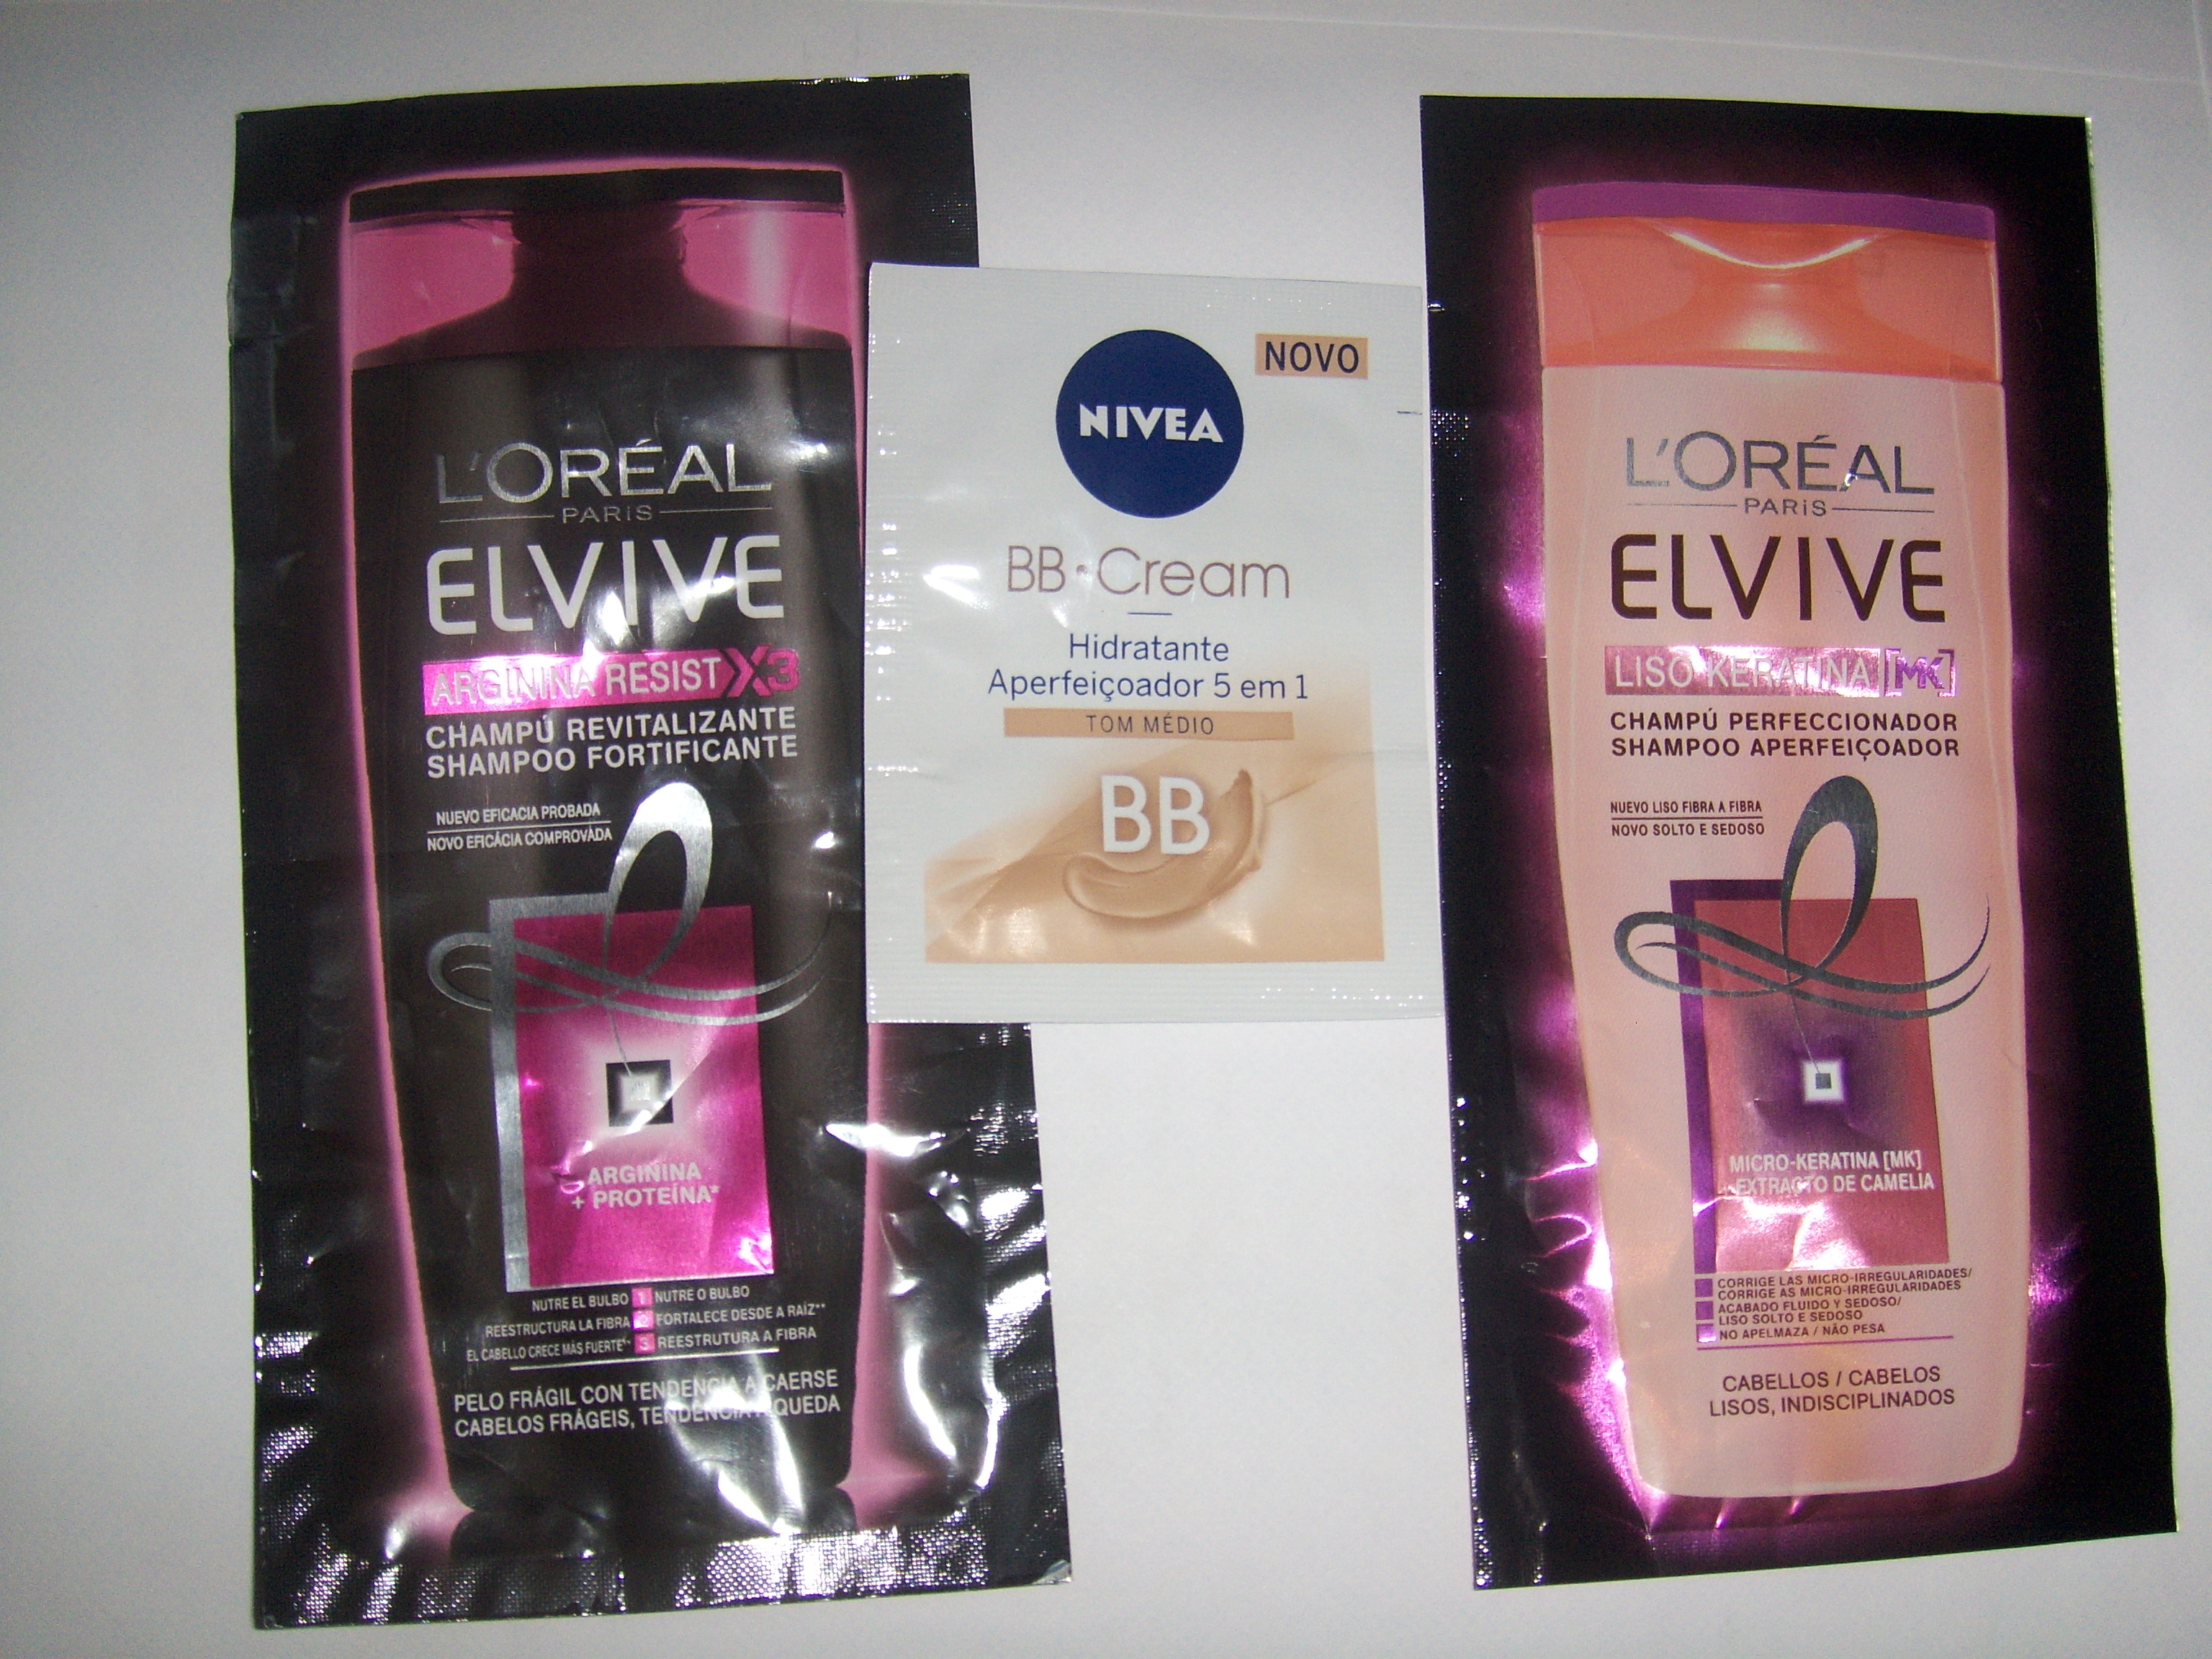 L'ORÉAL
PARIS
ELVIVE
ARGININA RESIST X3
CHAMPÚ REVITALIZANTE
SHAMPOO FORTIFICANTE
NUEVO EFICACIA PROBADA
NOVO EFICÁCIA COMPROVADA
ARGININA
+ PROTEÍNA*
NUTRE EL BULBO 1 NUTRE O BULBO
REESTRUCTURA LA FIBRA 2 FORTALECE DESDE A RAÍZ**
EL CABELLO CRECE MÁS FUERTE** 3 REESTRUTURA A FIBRA
PELO FRÁGIL CON TENDENCIA A CAERSE
CABELOS FRÁGEIS, TENDÊNCIA A QUEDA
NOVO
NIVEA
BB·Cream
Hidratante
Aperfeiçoador 5 em 1
TOM MÉDIO
BB
L'ORÉAL
PARIS
ELVIVE
LISO KERATINA [MK]
CHAMPÚ PERFECCIONADOR
SHAMPOO APERFEIÇOADOR
NUEVO LISO FIBRA A FIBRA
NOVO SOLTO E SEDOSO
MICRO-KERATINA [MK]
+ EXTRACTO DE CAMELIA
CORRIGE LAS MICRO-IRREGULARIDADES/
CORRIGE AS MICRO-IRREGULARIDADES
ACABADO FLUIDO Y SEDOSO/
LISO SOLTO E SEDOSO
NO APELMAZA / NÃO PESA
CABELLOS / CABELOS
LISOS, INDISCIPLINADOS